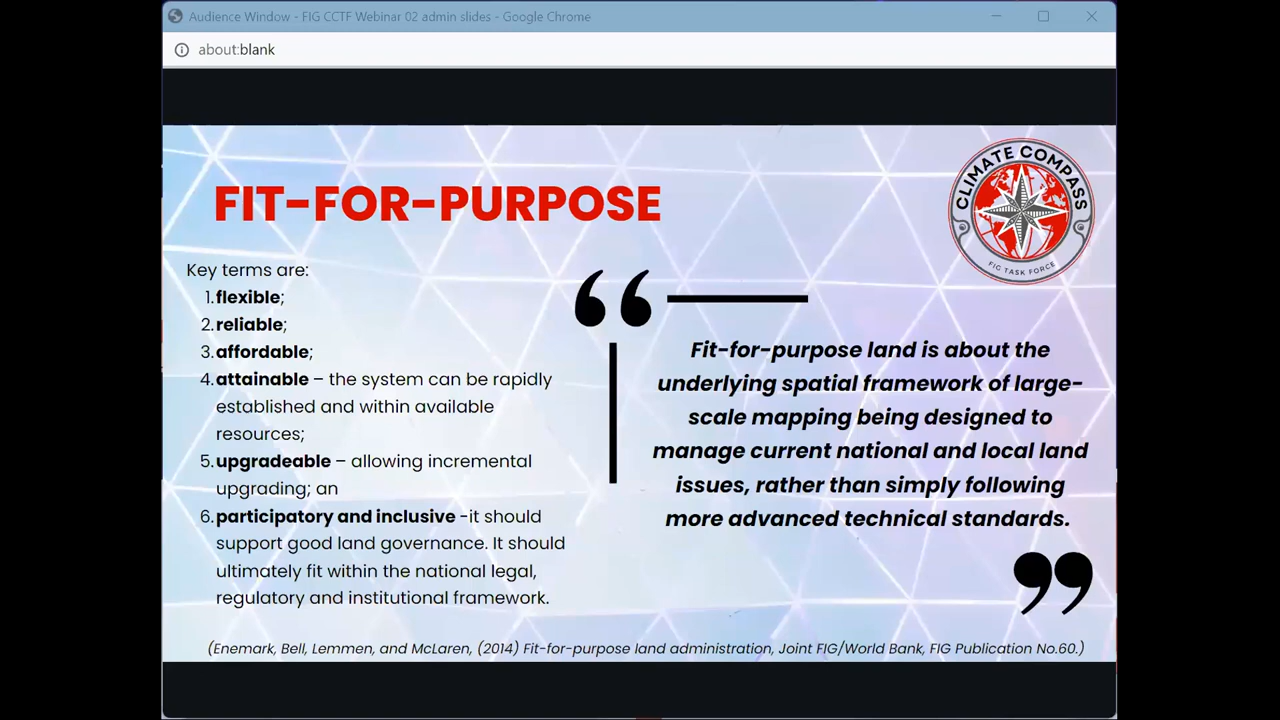 Audience Window - FIG CCTF Webinar 02 admin slides - Google Chrome
about:blank
FIT-FOR-PURPOSE
CLIMATE COMPASS
FIG TASK FORCE
Key terms are:
1. flexible;
2. reliable;
3. affordable;
4. attainable – the system can be rapidly
established and within available
resources;
5. upgradeable – allowing incremental
upgrading; an
6. participatory and inclusive -it should
support good land governance. It should
ultimately fit within the national legal,
regulatory and institutional framework.
“
Fit-for-purpose land is about the
underlying spatial framework of large-
scale mapping being designed to
manage current national and local land
issues, rather than simply following
more advanced technical standards.
”
(Enemark, Bell, Lemmen, and McLaren, (2014) Fit-for-purpose land administration, Joint FIG/World Bank, FIG Publication No.60.)